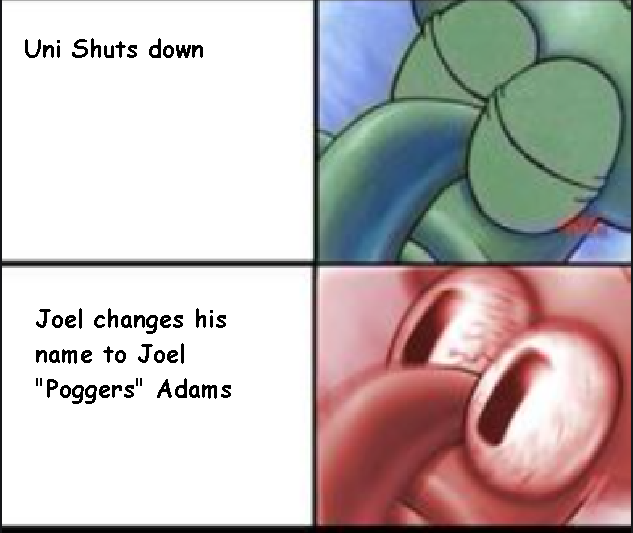 Uni Shuts down
Joel changes his
name to Joel
"Poggers" Adams